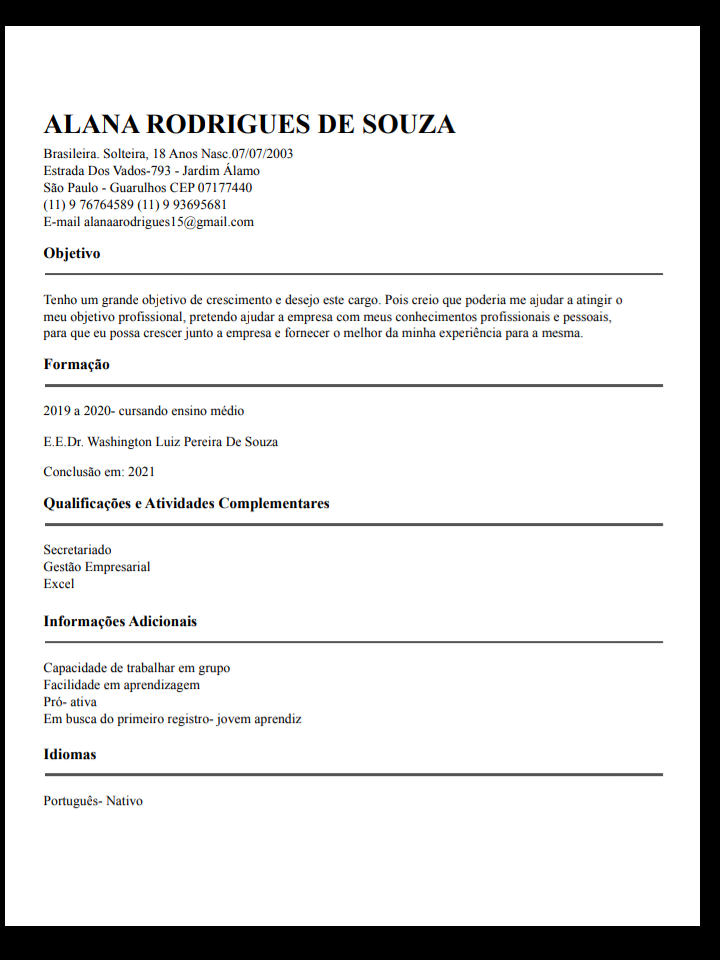 ALANA RODRIGUES DE SOUZA
Brasileira. Solteira, 18 Anos Nasc.07/07/2003
Estrada Dos Vados-793 - Jardim Álamo
São Paulo - Guarulhos CEP 07177440
(11) 9 76764589 (11) 9 93695681
E-mail alanaarodrigues15@gmail.com
Objetivo
Tenho um grande objetivo de crescimento e desejo este cargo. Pois creio que poderia me ajudar a atingir o
meu objetivo profissional, pretendo ajudar a empresa com meus conhecimentos profissionais e pessoais,
para que eu possa crescer junto a empresa e fornecer o melhor da minha experiência para a mesma.
Formação
2019 a 2020- cursando ensino médio
E.E.Dr. Washington Luiz Pereira De Souza
Conclusão em: 2021
Qualificações e Atividades Complementares
Secretariado
Gestão Empresarial
Excel
Informações Adicionais
Capacidade de trabalhar em grupo
Facilidade em aprendizagem
Pró- ativa
Em busca do primeiro registro- jovem aprendiz
Idiomas
Português- Nativo